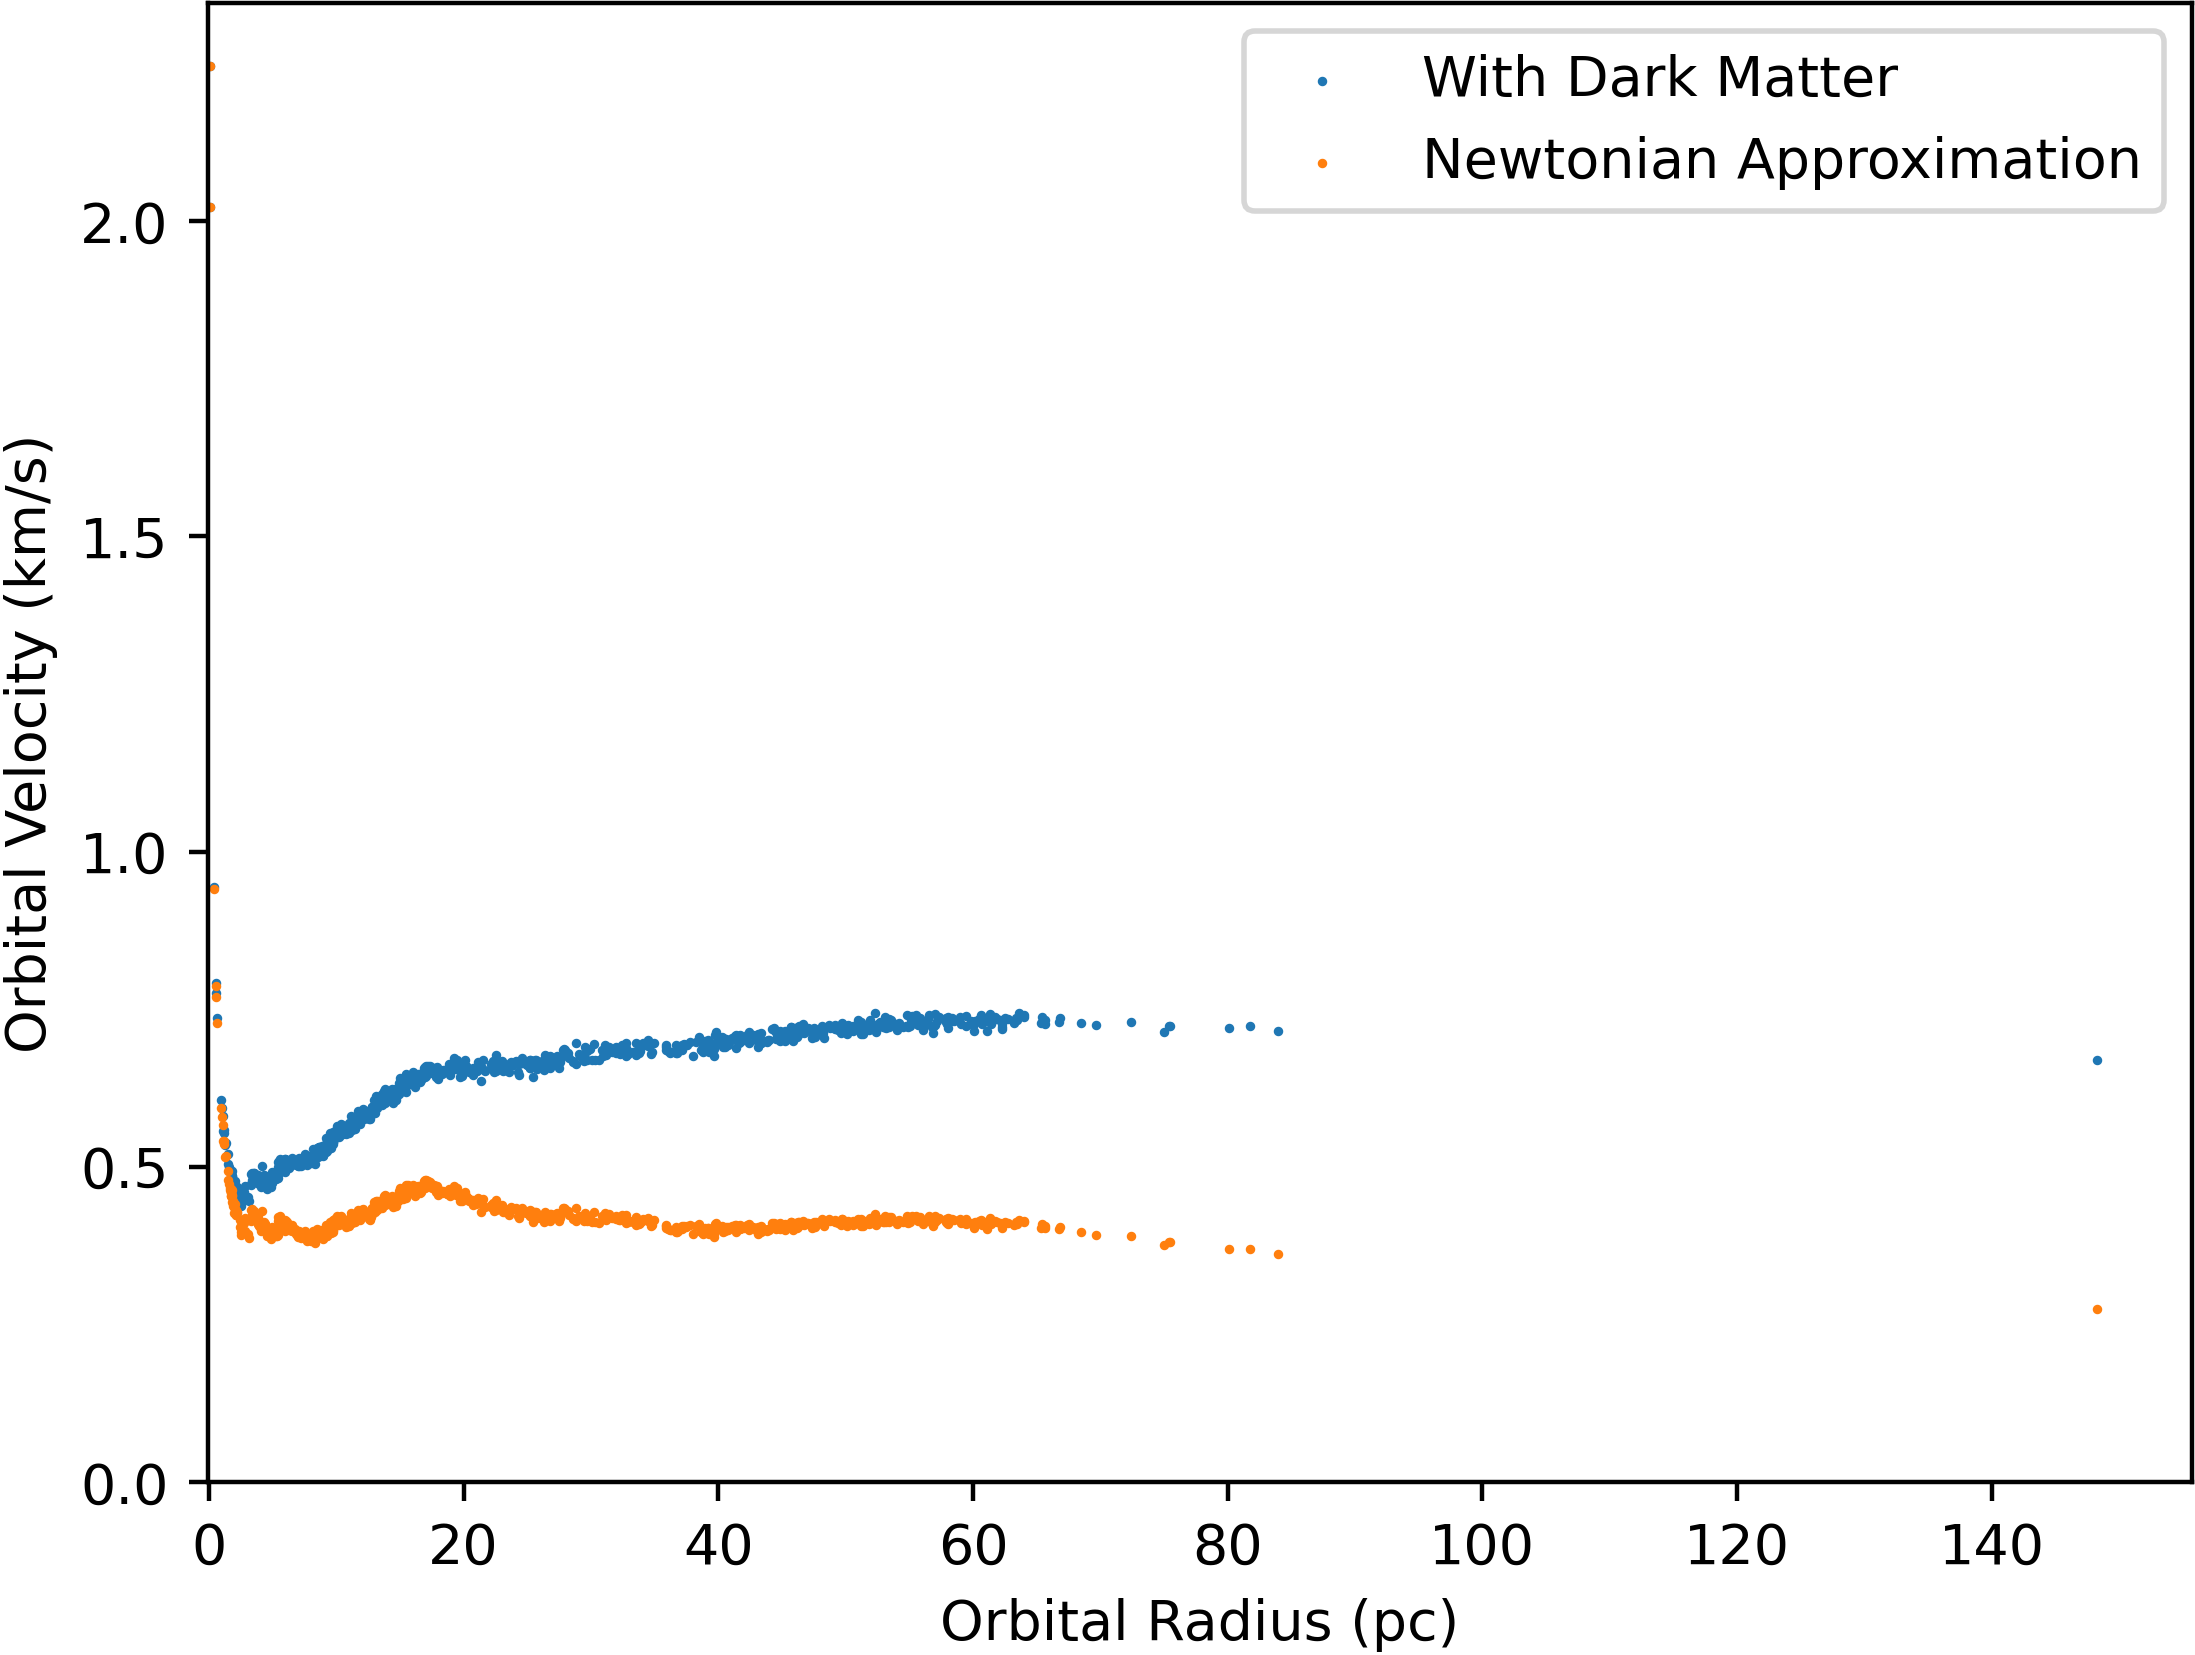 With Dark Matter
Newtonian Approximation
2.0
1.5
1.0
0.5
0.0
Orbital Velocity (km/s)
0 20 40 60 80 100 120 140
Orbital Radius (pc)